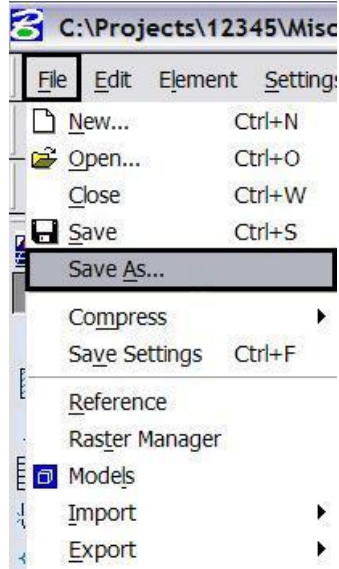 C:\Projects\12345\Misc
File Edit Element Settings
New... Ctrl+N
Open... Ctrl+O
Close Ctrl+W
Save Ctrl+S
Save As...
Compress
Save Settings Ctrl+F
Reference
Raster Manager
Models
Import
Export